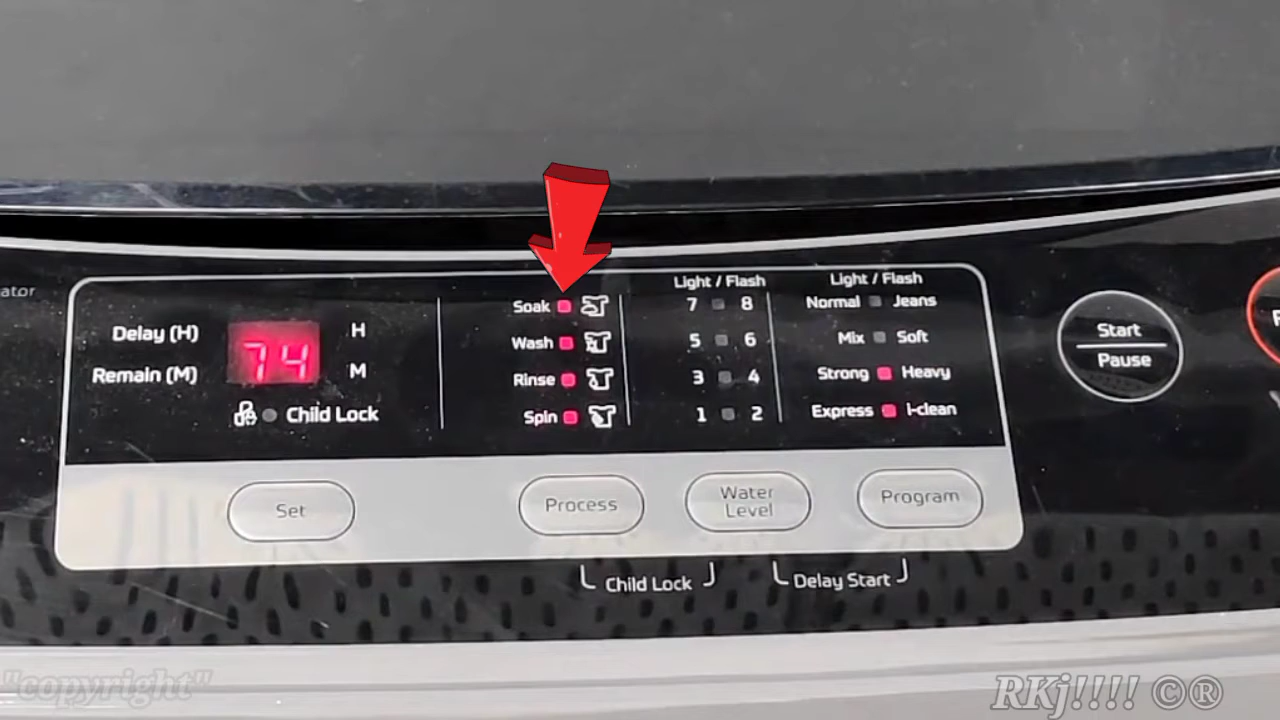 ator
Delay (H)
Remain (M)
74
H
M
Child Lock
Soak
Wash
Rinse
Spin
Light / Flash
7 8
5 6
3 4
1 2
Light / Flash
Normal Jeans
Mix Soft
Strong Heavy
Express i-clean
Start
Pause
Set
Process
Water
Level
Program
Child Lock
Delay Start
"copyright"
RKj!!!! ©®